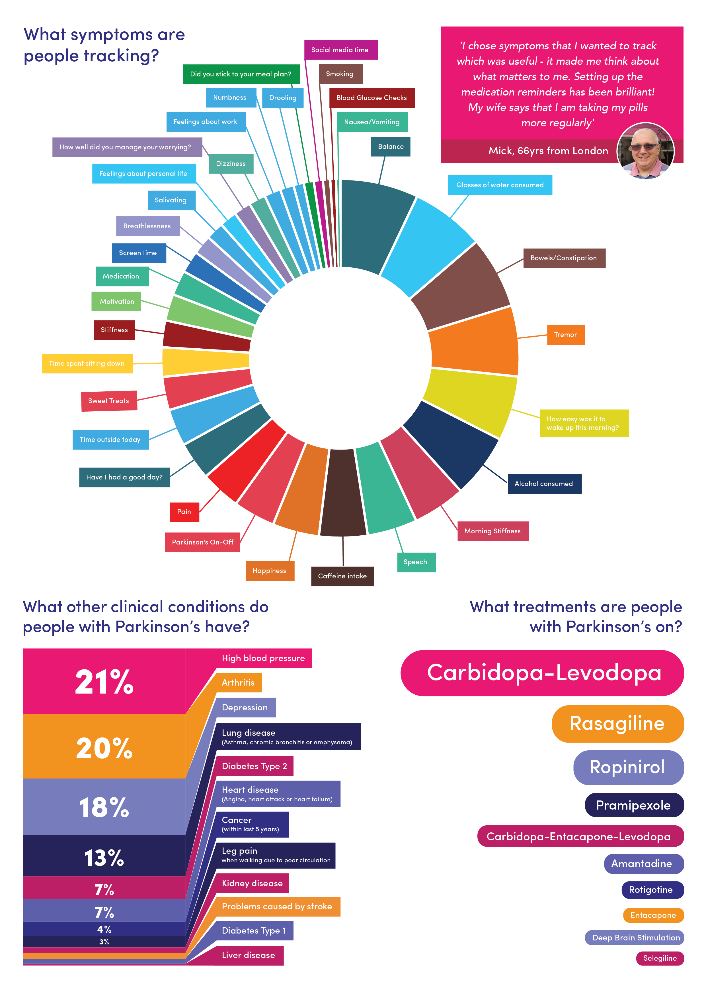 What symptoms are
people tracking?
'I chose symptoms that I wanted to track
which was useful - it made me think about
what matters to me. Setting up the
medication reminders has been brilliant!
My wife says that I am taking my pills
more regularly'
Mick, 66yrs from London
Social media time
Did you stick to your meal plan?
Smoking
Numbness
Drooling
Blood Glucose Checks
Feelings about work
Nausea/Vomiting
How well did you manage your worrying?
Balance
Dizziness
Feelings about personal life
Glasses of water consumed
Salivating
Breathlessness
Screen time
Bowels/Constipation
Medication
Motivation
Stiffness
Tremor
Time spent sitting down
Sweet Treats
How easy was it to
wake up this morning?
Time outside today
Have I had a good day?
Alcohol consumed
Pain
Morning Stiffness
Parkinson's On-Off
Speech
Happiness
Caffeine intake
What other clinical conditions do
people with Parkinson’s have?
21%
20%
18%
13%
7%
7%
4%
3%
High blood pressure
Arthritis
Depression
Lung disease
(Asthma, chromic bronchitis or emphysema)
Diabetes Type 2
Heart disease
(Angina, heart attack or heart failure)
Cancer
(within last 5 years)
Leg pain
when walking due to poor circulation
Kidney disease
Problems caused by stroke
Diabetes Type 1
Liver disease
What treatments are people
with Parkinson’s on?
Carbidopa-Levodopa
Rasagiline
Ropinirol
Pramipexole
Carbidopa-Entacapone-Levodopa
Amantadine
Rotigotine
Entacapone
Deep Brain Stimulation
Selegiline